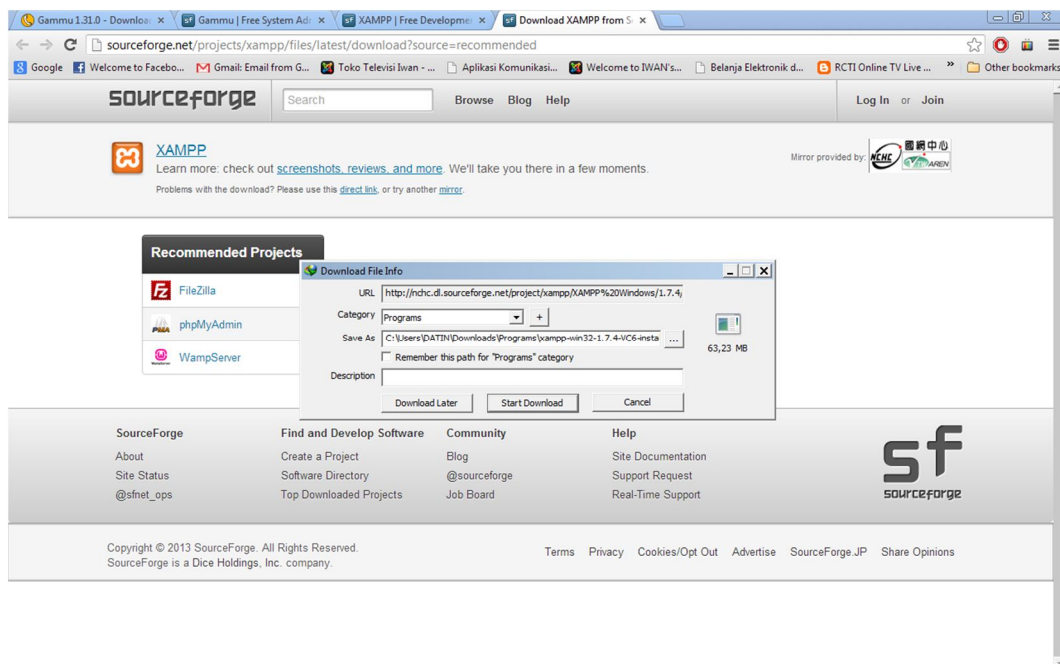 Gammu 1.31.0 - Downloa
Gammu | Free System Adm
XAMPP | Free Developmen
Download XAMPP from S
sourceforge.net/projects/xampp/files/latest/download?source=recommended
Google Welcome to Facebo... Gmail: Email from G... Toko Televisi Iwan - ... Aplikasi Komunikasi... Welcome to IWAN's... Belanja Elektronik d... RCTI Online TV Live ... » Other bookmarks
sourceforge Search Browse Blog Help Log In or Join
XAMPP
Learn more: check out screenshots, reviews, and more. We'll take you there in a few moments.
Problems with the download? Please use this direct link, or try another mirror.
Mirror provided by: NCHC 國網中心
AREN
Recommended Projects
FileZilla
phpMyAdmin
WampServer
Download File Info
URL http://nchc.dl.sourceforge.net/project/xampp/XAMPP%20Windows/1.7.4/
Category Programs +
Save As C:\Users\DATIN\Downloads\Programs\xampp-win32-1.7.4-VC6-insta ...
63,23 MB
Remember this path for "Programs" category
Description
Download Later Start Download Cancel
SourceForge Find and Develop Software Community Help
About Create a Project Blog Site Documentation
Site Status Software Directory @sourceforge Support Request
@sfnet_ops Top Downloaded Projects Job Board Real-Time Support
sf
sourceforge
Copyright © 2013 SourceForge. All Rights Reserved.
SourceForge is a Dice Holdings, Inc. company.
Terms Privacy Cookies/Opt Out Advertise SourceForge.JP Share Opinions